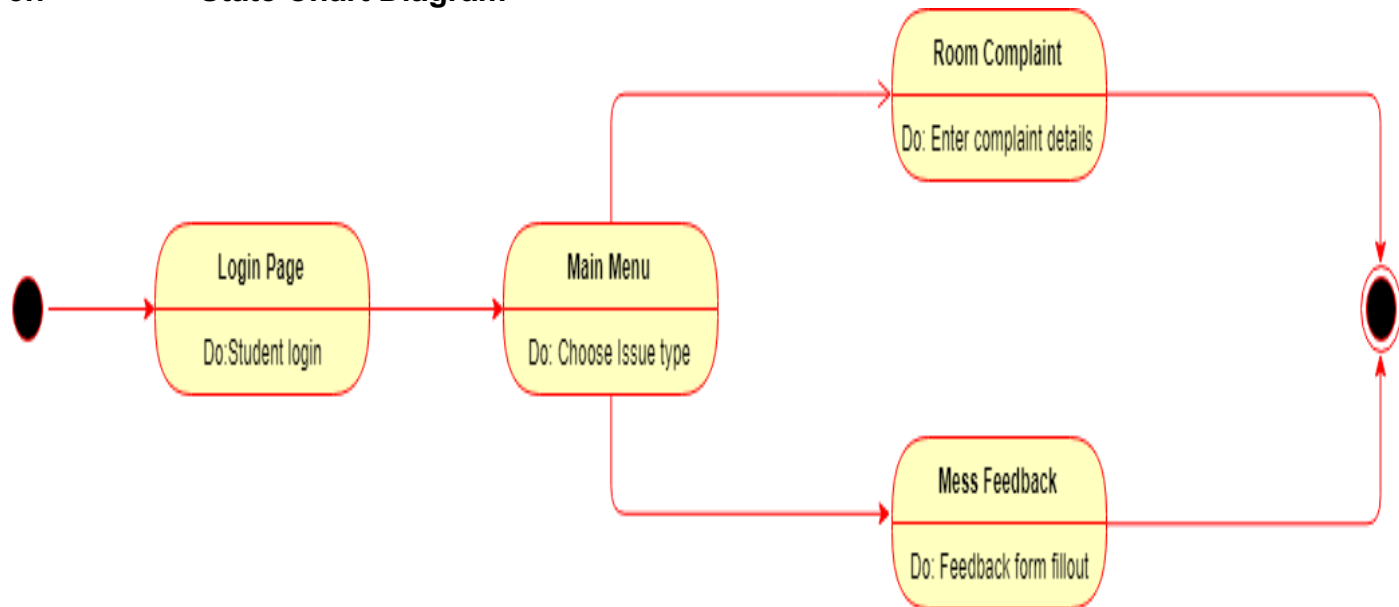 State Chart Diagram
Room Complaint
Do: Enter complaint details
Login Page
Do:Student login
Main Menu
Do: Choose Issue type
Mess Feedback
Do: Feedback form fillout